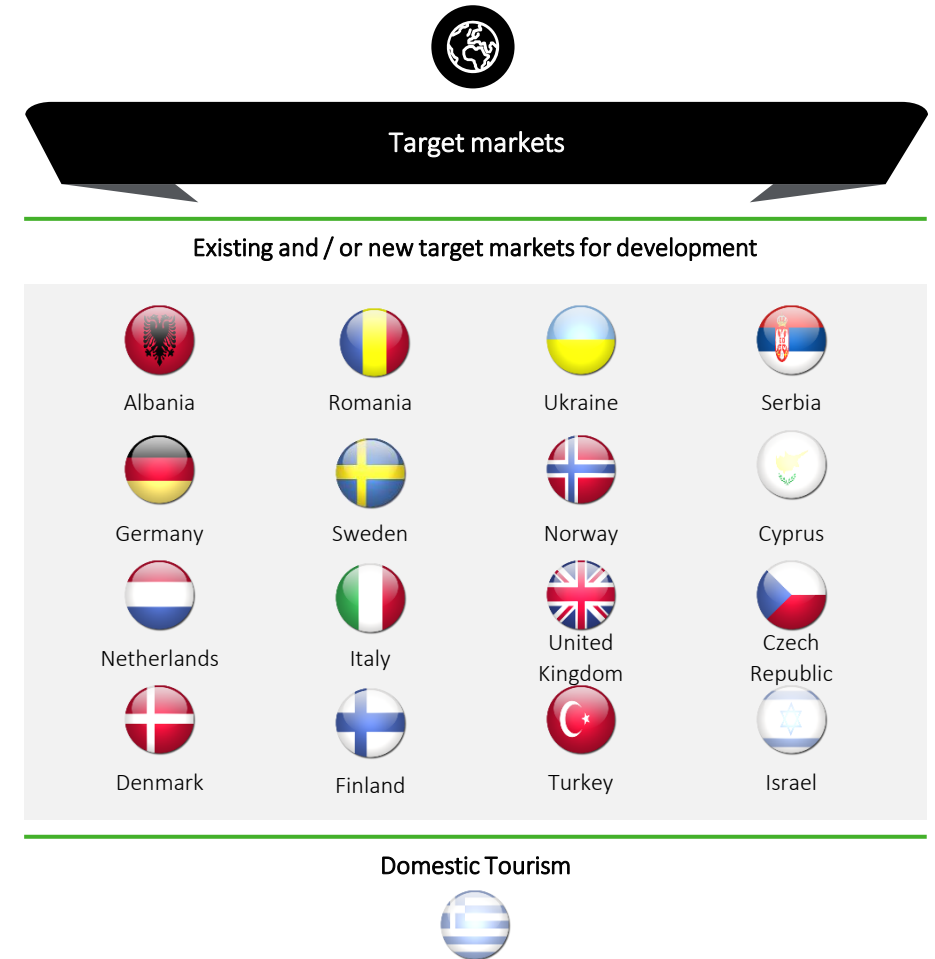 Target markets
Existing and / or new target markets for development
Albania
Romania
Ukraine
Serbia
Germany
Sweden
Norway
Cyprus
Netherlands
Italy
United
Kingdom
Czech
Republic
Denmark
Finland
Turkey
Israel
Domestic Tourism